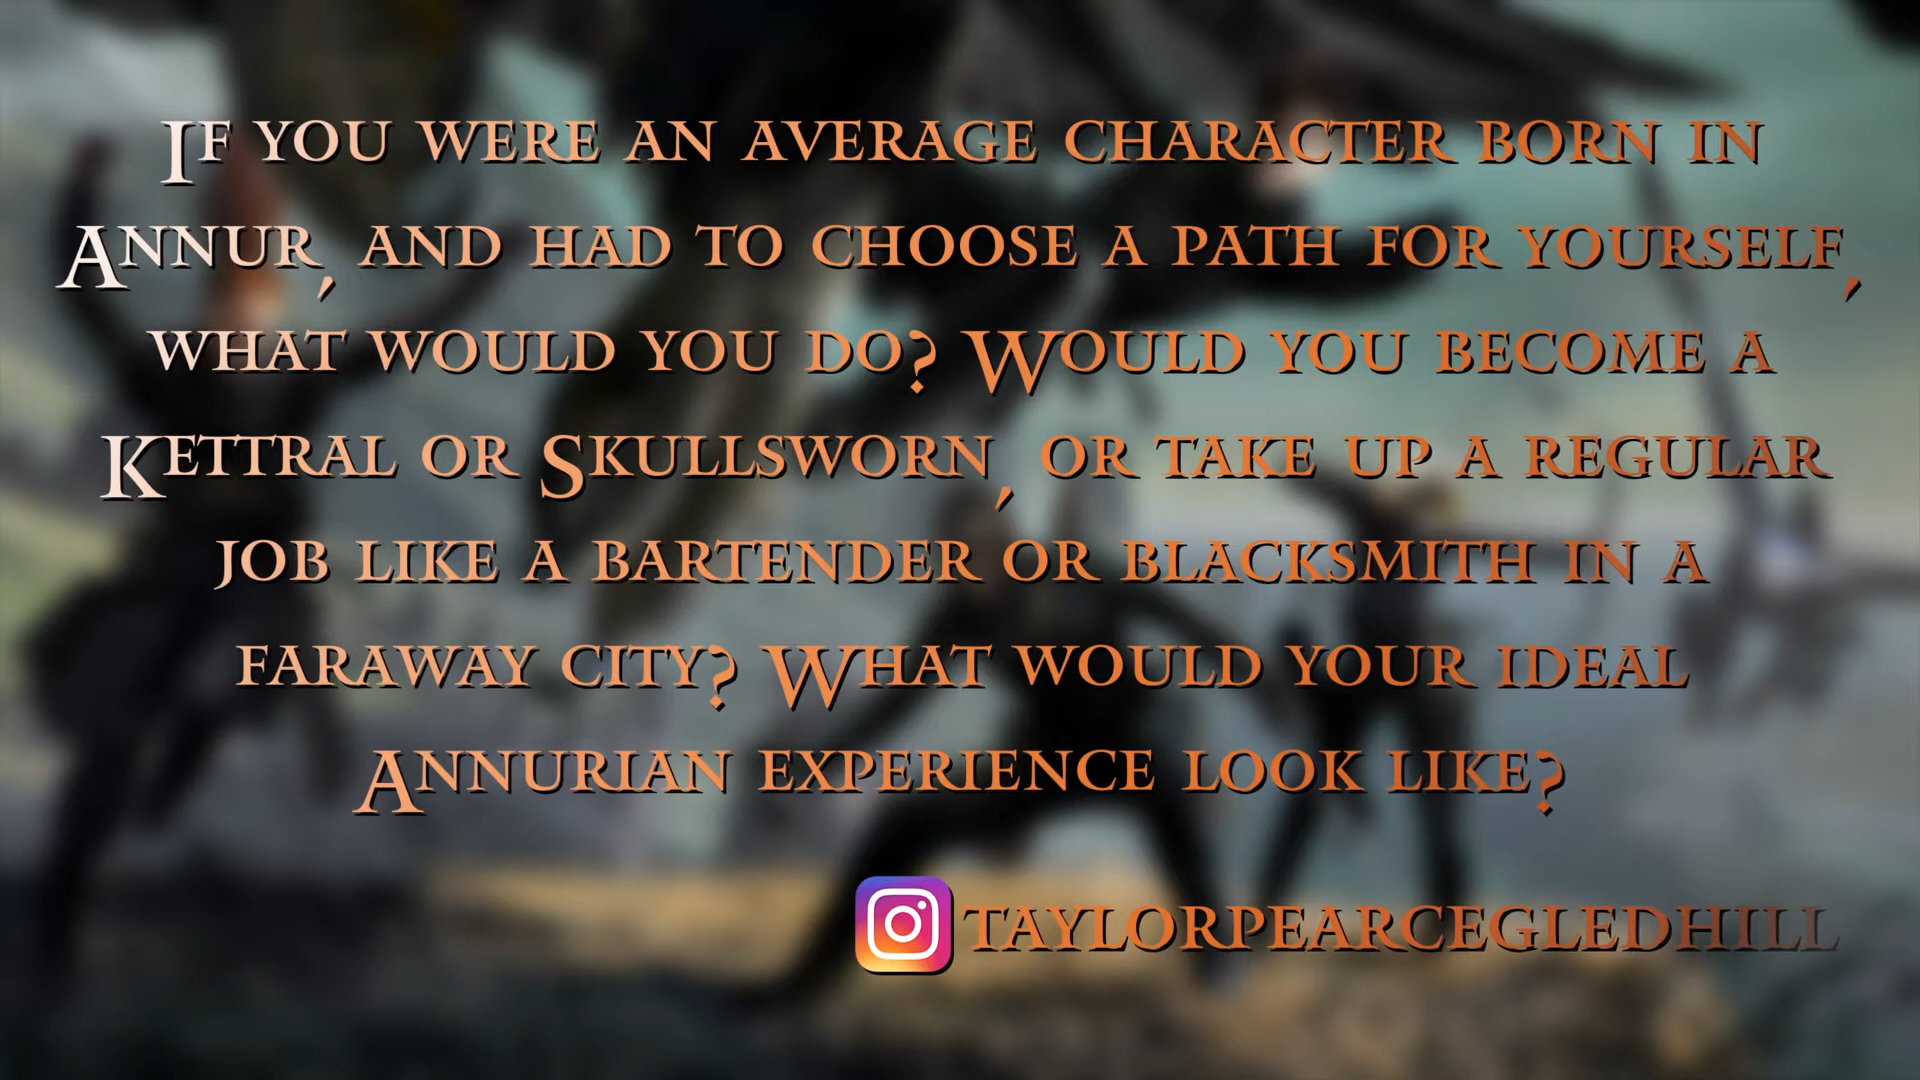 If you were an average character born in
Annur, and had to choose a path for yourself,
what would you do? Would you become a
Kettral or Skullsworn, or take up a regular
job like a bartender or blacksmith in a
faraway city? What would your ideal
Annurian experience look like?
taylorpearcegledhill